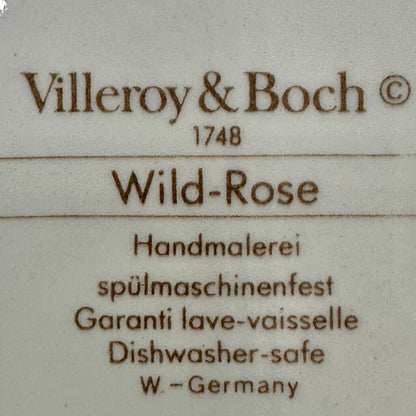 Villeroy & Boch ©
1748
Wild-Rose
Handmalerei
spülmaschinenfest
Garanti lave-vaisselle
Dishwasher-safe
W.-Germany